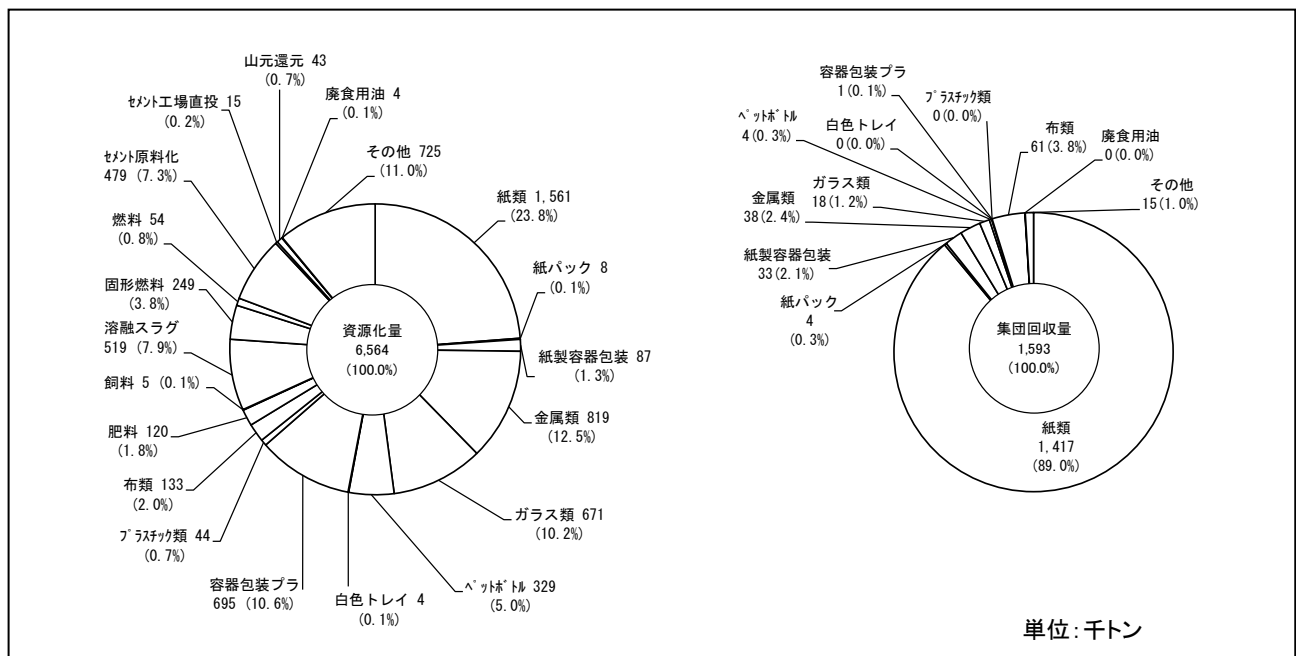 山元還元 43
(0.7%)
廃食用油 4
(0.1%)
ｾﾒﾝﾄ工場直投 15
(0.2%)
その他 725
(11.0%)
ｾﾒﾝﾄ原料化
479 (7.3%)
紙類 1,561
(23.8%)
燃料 54
(0.8%)
紙パック 8
(0.1%)
固形燃料 249
(3.8%)
資源化量
6,564
(100.0%)
溶融スラグ
519 (7.9%)
紙製容器包装 87
(1.3%)
飼料 5 (0.1%)
金属類 819
(12.5%)
肥料 120
(1.8%)
布類 133
(2.0%)
ガラス類 671
(10.2%)
ﾌﾟﾗｽﾁｯｸ類 44
(0.7%)
容器包装プラ
695 (10.6%)
白色トレイ 4
(0.1%)
ﾍﾟｯﾄﾎﾞﾄﾙ 329
(5.0%)
容器包装プラ
1(0.1%)
ﾌﾟﾗｽﾁｯｸ類
0(0.0%)
ﾍﾟｯﾄﾎﾞﾄﾙ
4(0.3%)
白色トレイ
0(0.0%)
布類
61(3.8%)
廃食用油
0(0.0%)
ガラス類
18(1.2%)
その他
15(1.0%)
金属類
38(2.4%)
紙製容器包装
33(2.1%)
紙パック
4
(0.3%)
集団回収量
1,593
(100.0%)
紙類
1,417
(89.0%)
単位：千トン